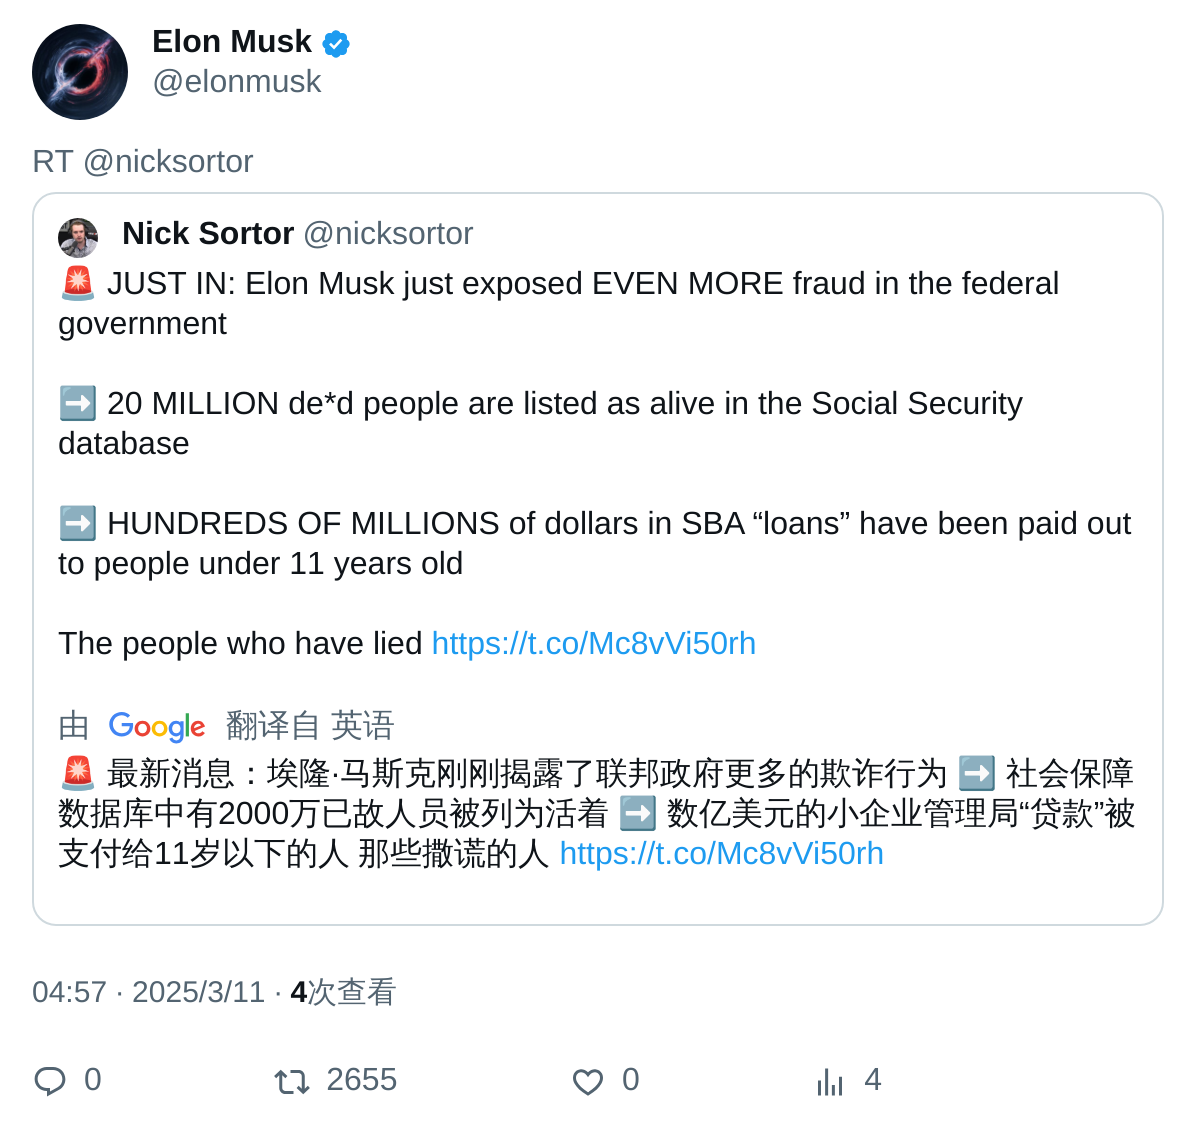 Elon Musk
@elonmusk
RT @nicksortor
Nick Sortor @nicksortor
🚨 JUST IN: Elon Musk just exposed EVEN MORE fraud in the federal
government
➡️ 20 MILLION de*d people are listed as alive in the Social Security
database
➡️ HUNDREDS OF MILLIONS of dollars in SBA “loans” have been paid out
to people under 11 years old
The people who have lied https://t.co/Mc8vVi50rh
由 Google 翻译自 英语
🚨 最新消息：埃隆·马斯克刚刚揭露了联邦政府更多的欺诈行为 ➡️ 社会保障
数据库中有2000万已故人员被列为活着 ➡️ 数亿美元的小企业管理局“贷款”被
支付给11岁以下的人 那些撒谎的人 https://t.co/Mc8vVi50rh
04:57 · 2025/3/11 · 4次查看
0 2655 0 4